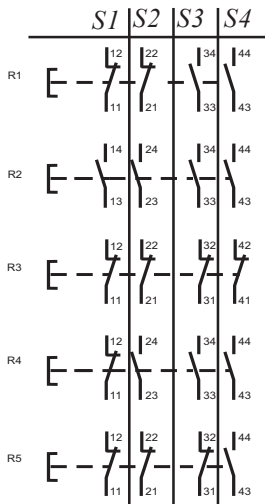 S1 S2 S3 S4
12 22 34 44
R1
11 21 33 43
14 24 34 44
R2
13 23 33 43
12 22 32 42
R3
11 21 31 41
12 24 34 44
R4
11 23 33 43
12 22 32 44
R5
11 21 31 43